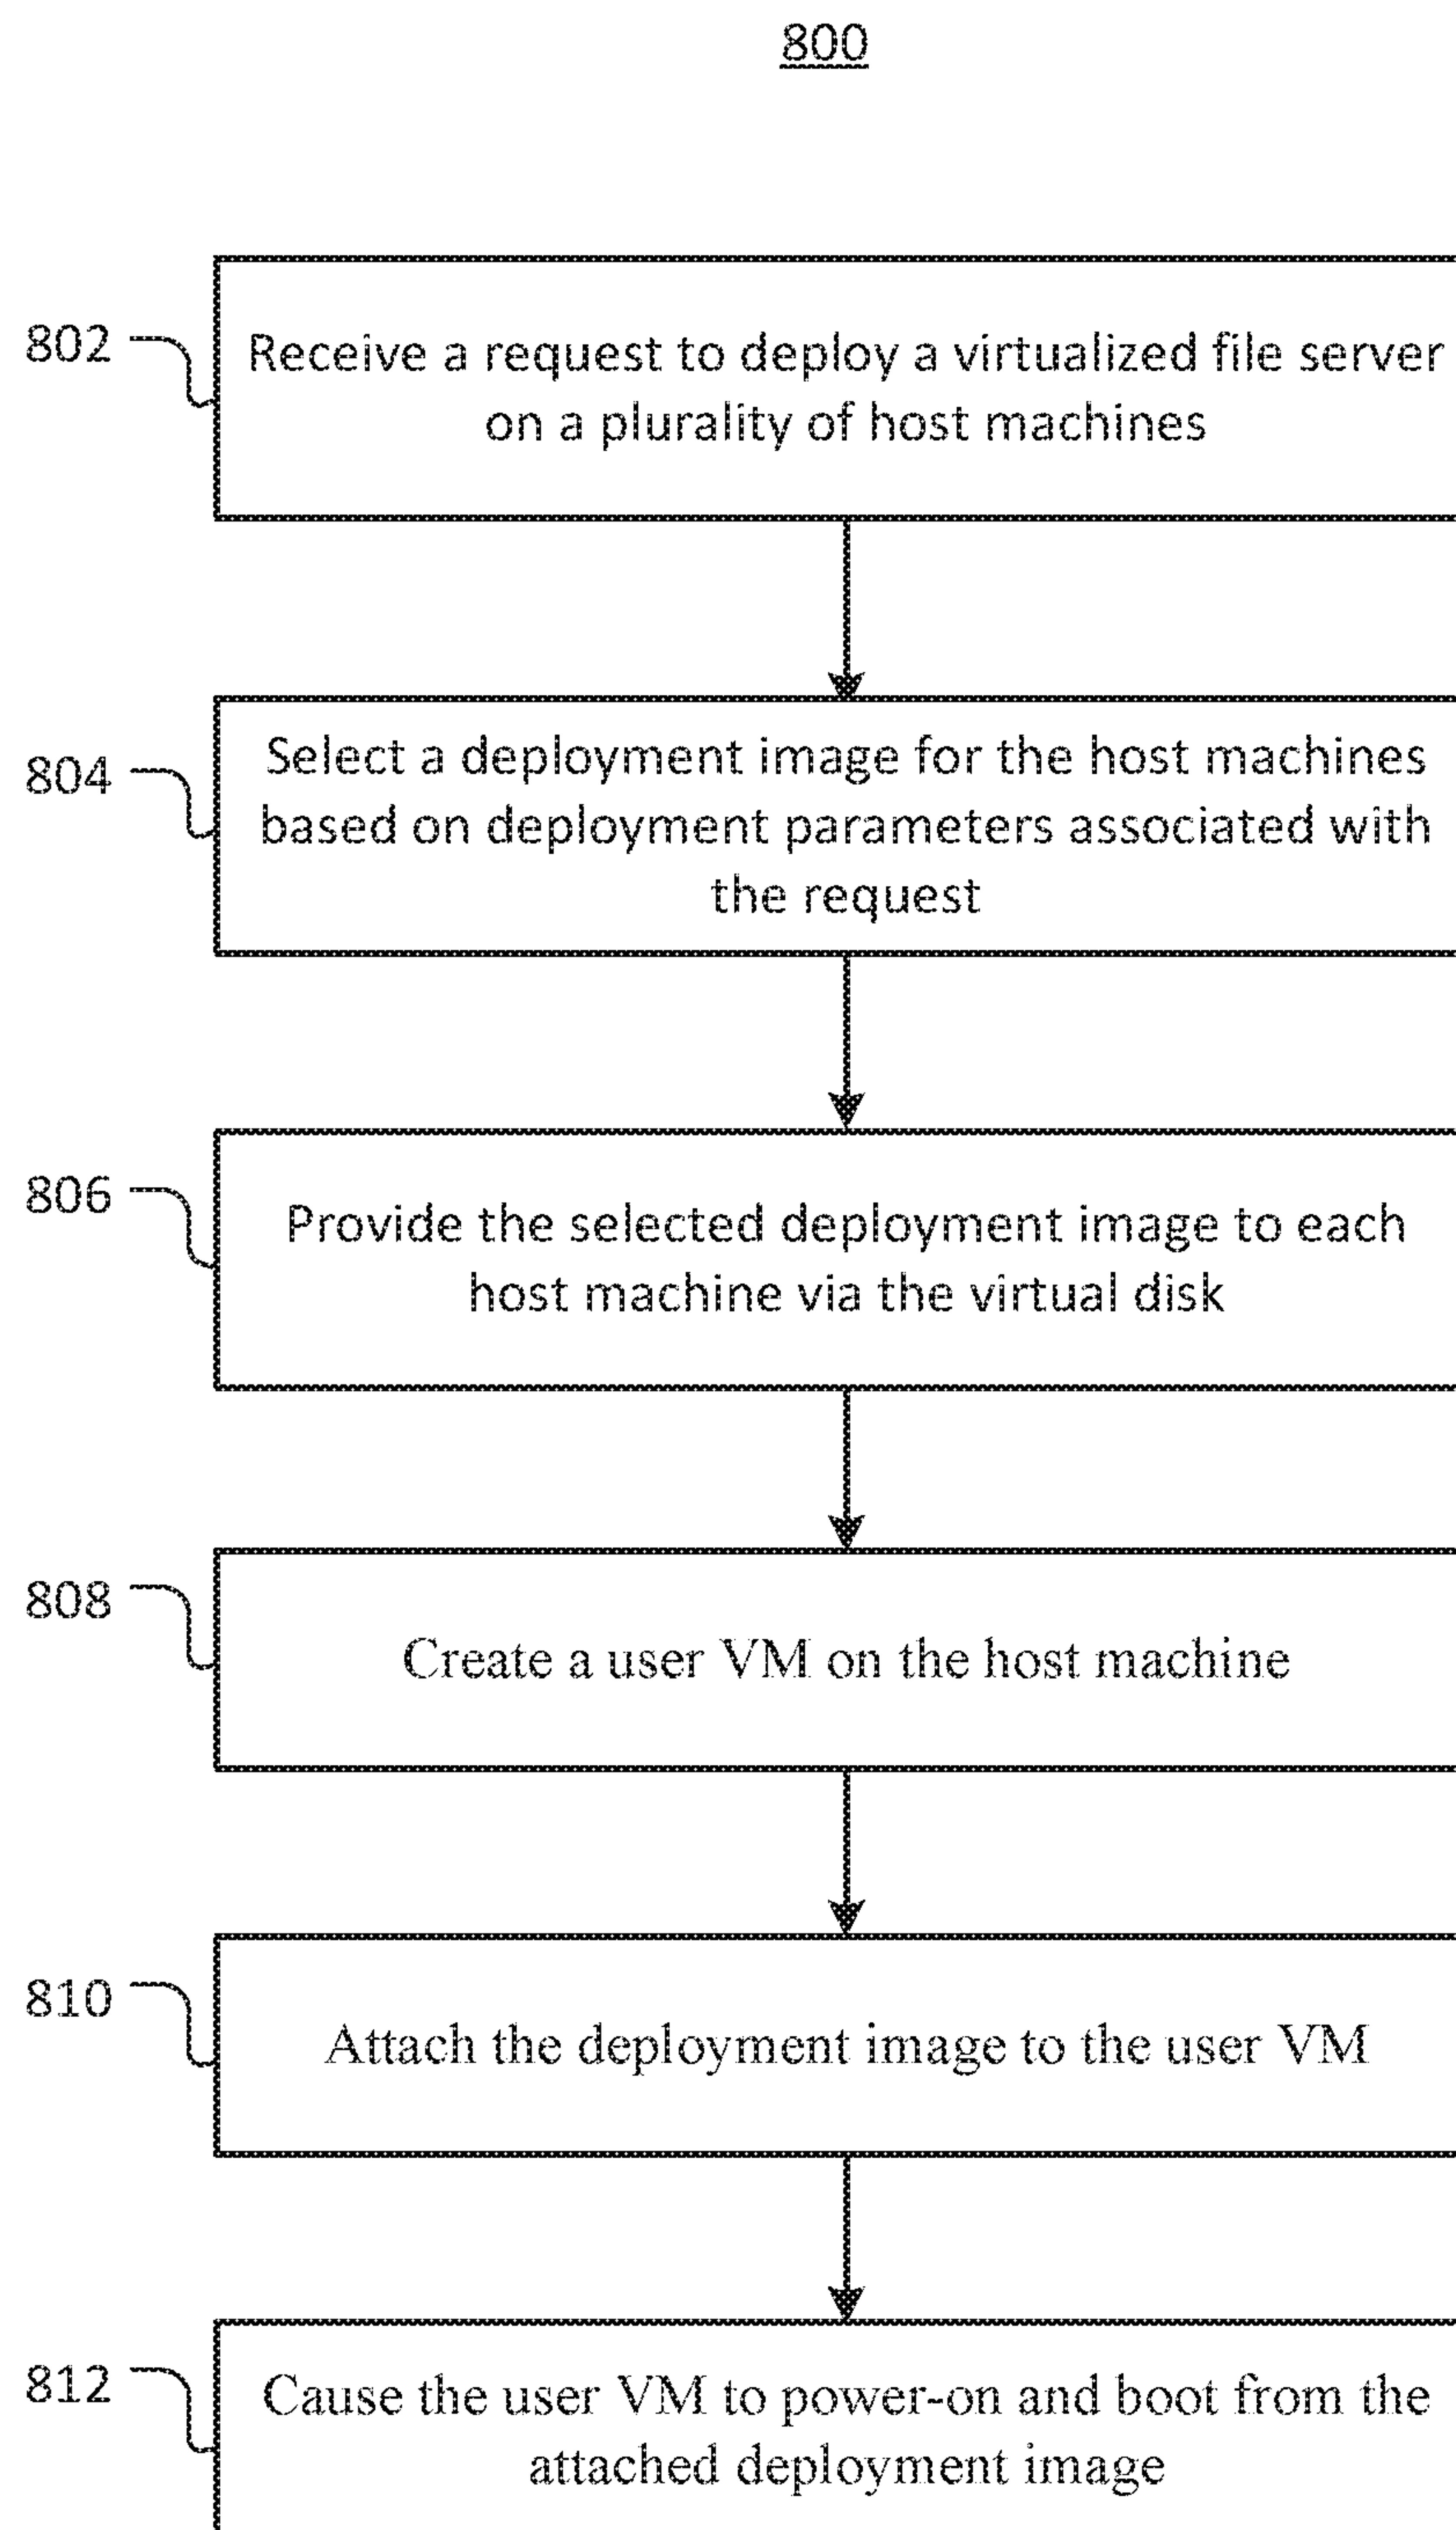 800
802
Receive a request to deploy a virtualized file server
on a plurality of host machines
804
Select a deployment image for the host machines
based on deployment parameters associated with
the request
806
Provide the selected deployment image to each
host machine via the virtual disk
808
Create a user VM on the host machine
810
Attach the deployment image to the user VM
812
Cause the user VM to power-on and boot from the
attached deployment image